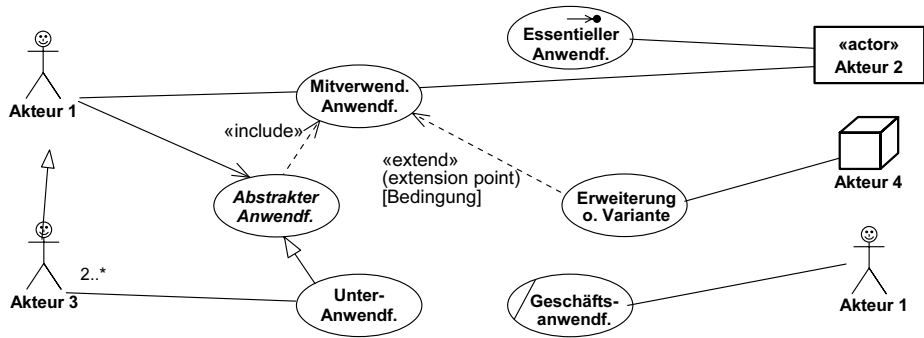 Essentieller
Anwendf.
«actor»
Akteur 2
Akteur 1
Mitverwend.
Anwendf.
«include»
«extend»
(extension point)
[Bedingung]
Akteur 4
Abstrakter
Anwendf.
Erweiterung
o. Variante
2..*
Akteur 3
Unter-
Anwendf.
Geschäfts-
anwendf.
Akteur 1